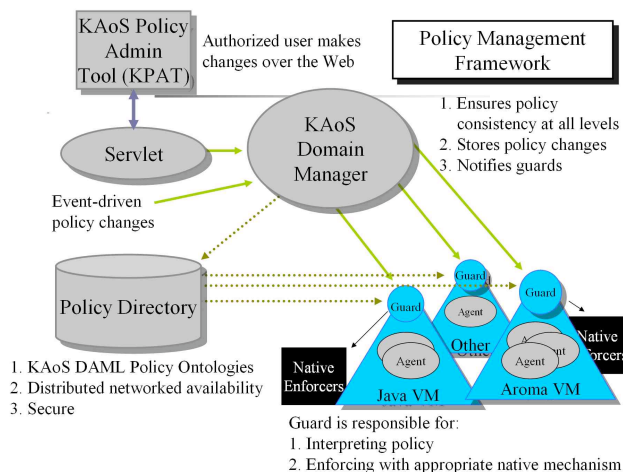 KAoS Policy
Admin
Tool (KPAT)
Authorized user makes
changes over the Web
Policy Management
Framework
1. Ensures policy
consistency at all levels
2. Stores policy changes
3. Notifies guards
KAoS
Domain
Manager
Servlet
Event-driven
policy changes
Policy Directory
Guard
Guard
Guard
Agent
Other
Agent
Java VM
Agent
Aroma VM
Native
Enforcers
Native
1. KAoS DAML Policy Ontologies
2. Distributed networked availability
3. Secure
Guard is responsible for:
1. Interpreting policy
2. Enforcing with appropriate native mechanism